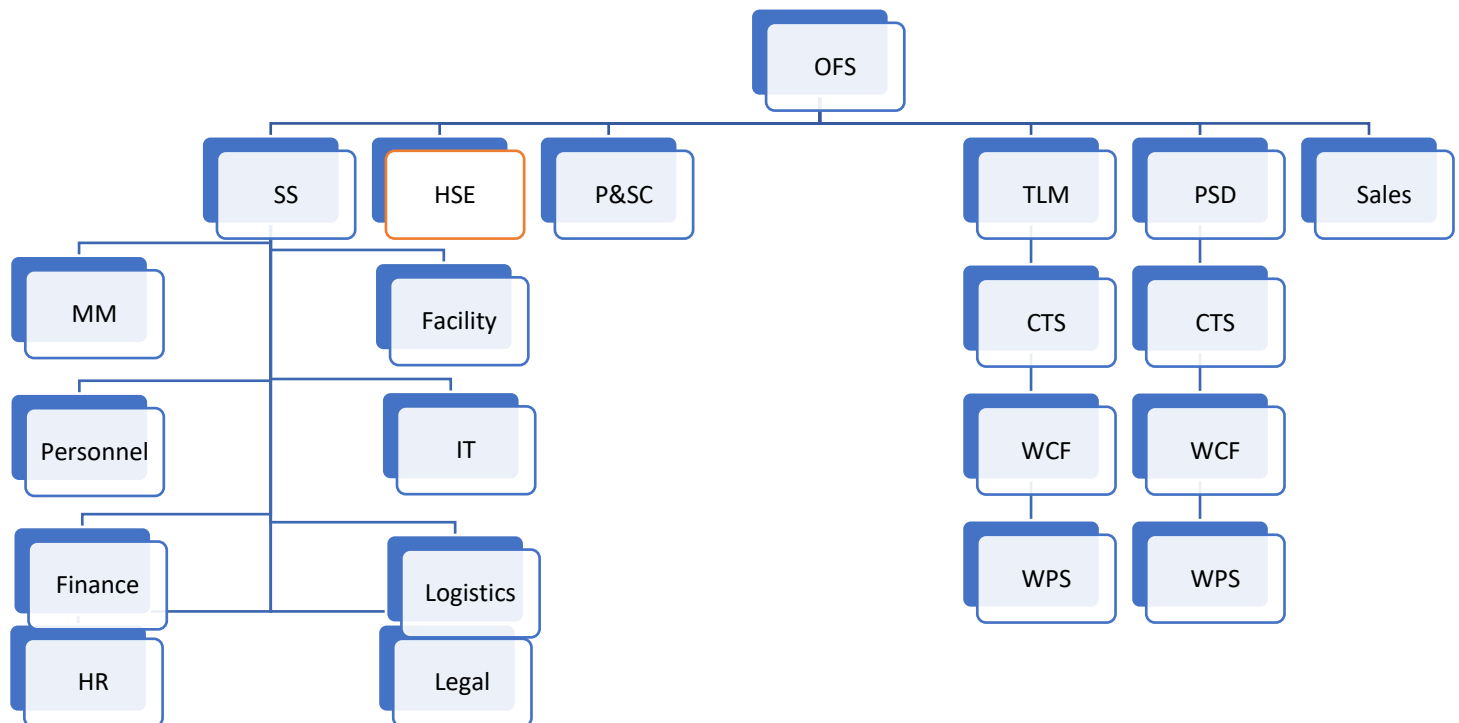 OFS
SS
HSE
P&SC
TLM
PSD
Sales
MM
Facility
CTS
CTS
Personnel
IT
WCF
WCF
Finance
Logistics
WPS
WPS
HR
Legal